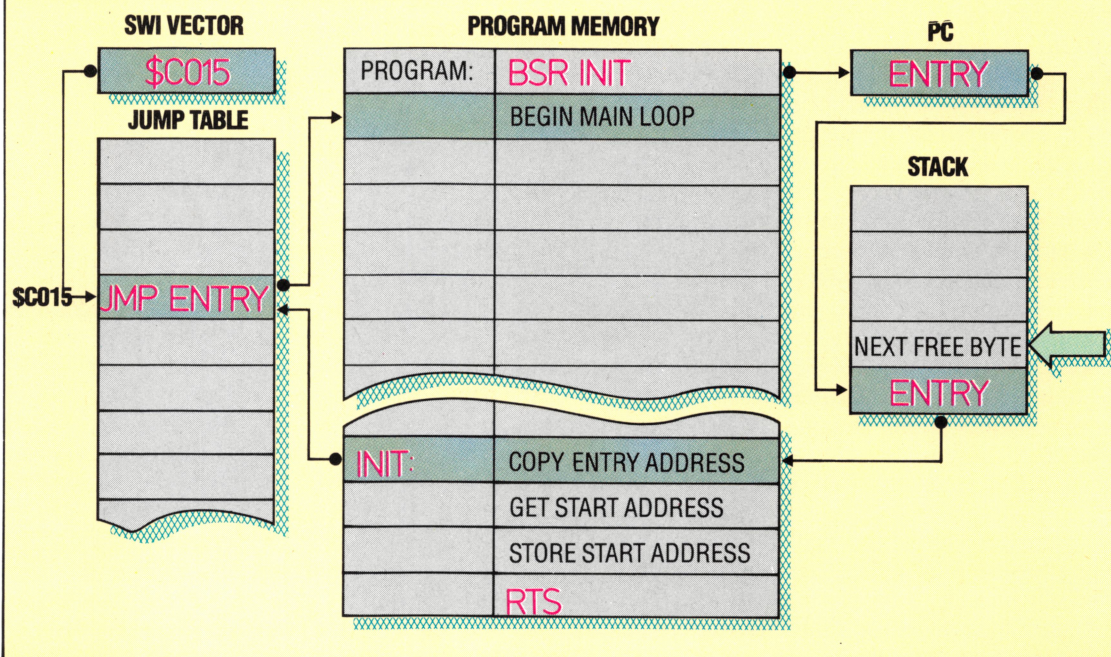 SWI VECTOR
$C015
JUMP TABLE
$C015
JMP ENTRY
PROGRAM MEMORY
PROGRAM: BSR INIT
BEGIN MAIN LOOP
INIT: COPY ENTRY ADDRESS
GET START ADDRESS
STORE START ADDRESS
RTS
PC
ENTRY
STACK
NEXT FREE BYTE
ENTRY